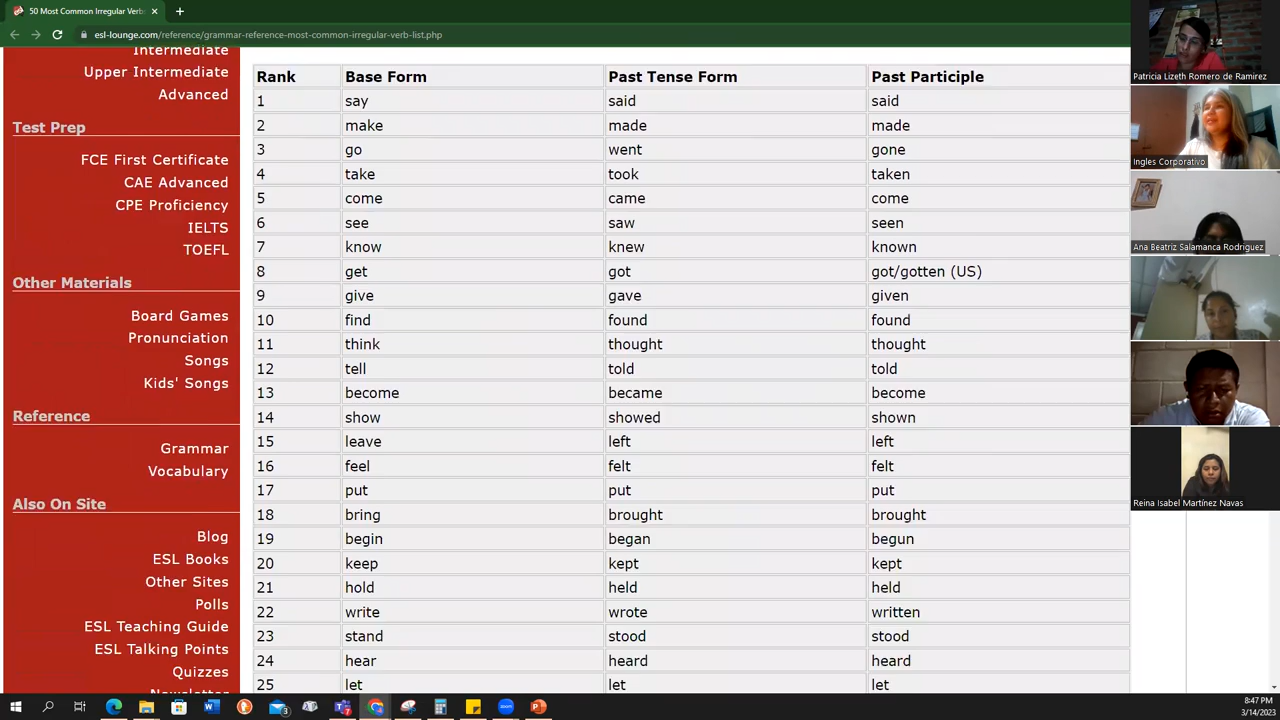 50 Most Common Irregular Verb
esl-lounge.com/reference/grammar-reference-most-common-irregular-verb-list.php
Intermediate
Upper Intermediate
Advanced
Test Prep
FCE First Certificate
CAE Advanced
CPE Proficiency
IELTS
TOEFL
Other Materials
Board Games
Pronunciation
Songs
Kids' Songs
Reference
Grammar
Vocabulary
Also On Site
Blog
ESL Books
Other Sites
Polls
ESL Teaching Guide
ESL Talking Points
Quizzes
Newsletter
Rank Base Form Past Tense Form Past Participle
1 say said said
2 make made made
3 go went gone
4 take took taken
5 come came come
6 see saw seen
7 know knew known
8 get got got/gotten (US)
9 give gave given
10 find found found
11 think thought thought
12 tell told told
13 become became become
14 show showed shown
15 leave left left
16 feel felt felt
17 put put put
18 bring brought brought
19 begin began begun
20 keep kept kept
21 hold held held
22 write wrote written
23 stand stood stood
24 hear heard heard
25 let let let
Patricia Lizeth Romero de Ramirez
Ingles Corporativo
Ana Beatriz Salamanca Rodriguez
Reina Isabel Martínez Navas
8:47 PM
3/14/2023